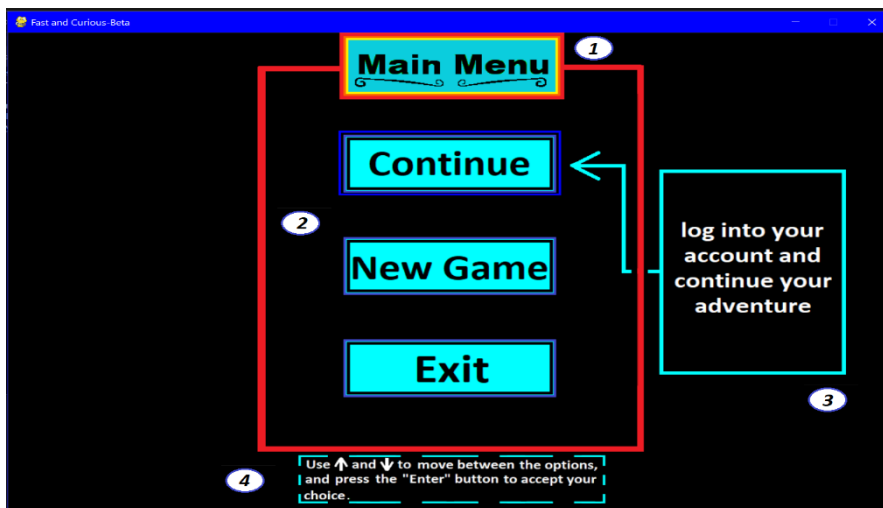 Fast and Curious-Beta
1
Main Menu
Continue
2
log into your
account and
continue your
adventure
New Game
Exit
3
4
Use ↑ and ↓ to move between the options,
and press the "Enter" button to accept your
choice.